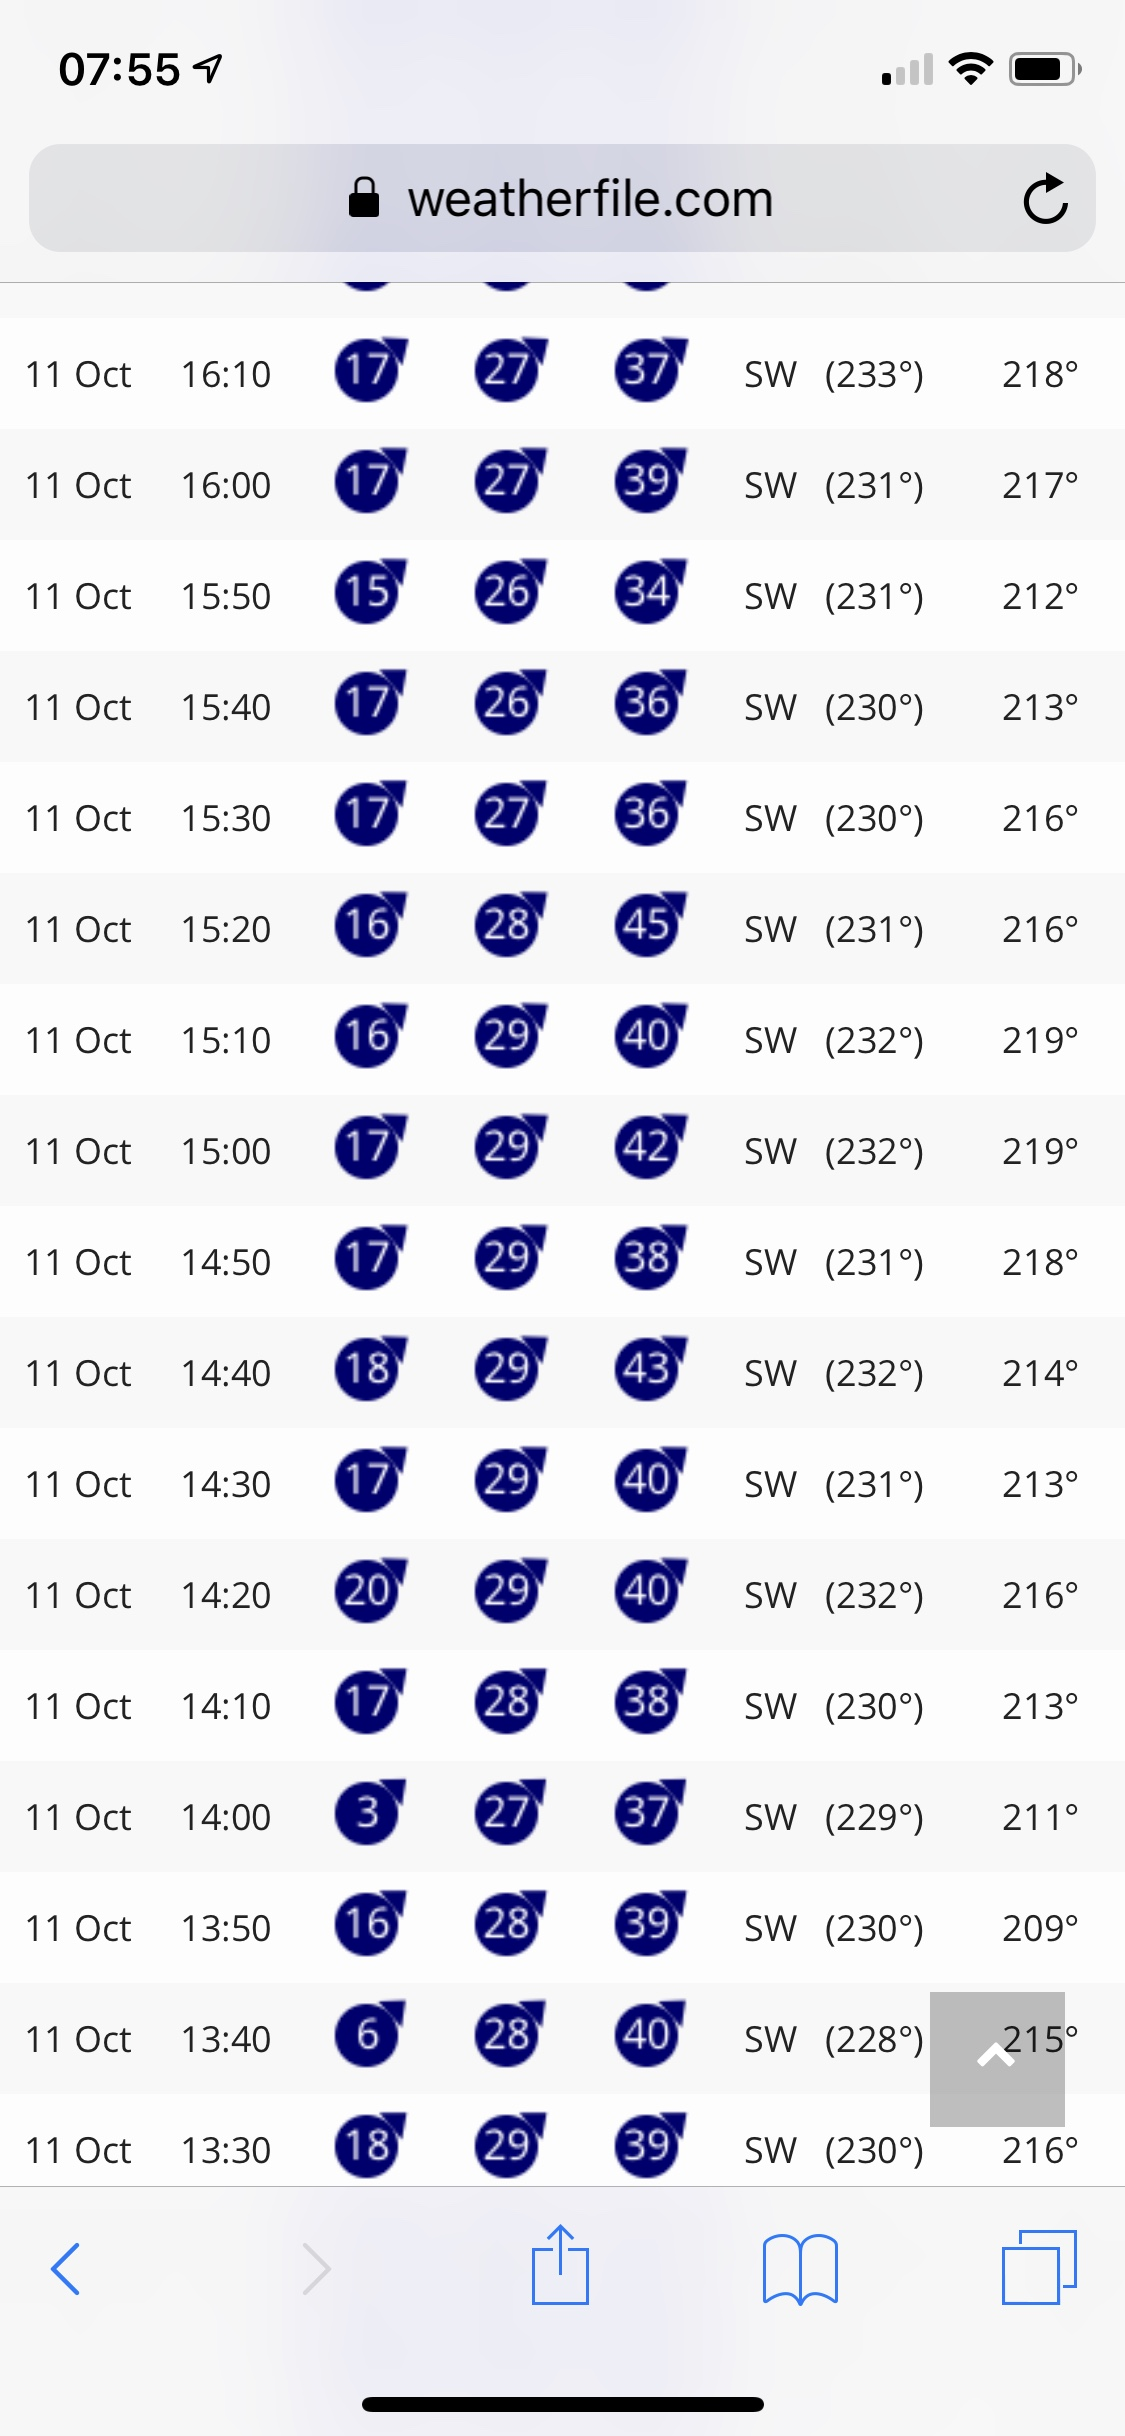 07:55
weatherfile.com
11 Oct 16:10 17 27 37 SW (233°) 218°
11 Oct 16:00 17 27 39 SW (231°) 217°
11 Oct 15:50 15 26 34 SW (231°) 212°
11 Oct 15:40 17 26 36 SW (230°) 213°
11 Oct 15:30 17 27 36 SW (230°) 216°
11 Oct 15:20 16 28 45 SW (231°) 216°
11 Oct 15:10 16 29 40 SW (232°) 219°
11 Oct 15:00 17 29 42 SW (232°) 219°
11 Oct 14:50 17 29 38 SW (231°) 218°
11 Oct 14:40 18 29 43 SW (232°) 214°
11 Oct 14:30 17 29 40 SW (231°) 213°
11 Oct 14:20 20 29 40 SW (232°) 216°
11 Oct 14:10 17 28 38 SW (230°) 213°
11 Oct 14:00 3 27 37 SW (229°) 211°
11 Oct 13:50 16 28 39 SW (230°) 209°
11 Oct 13:40 6 28 40 SW (228°) 215°
11 Oct 13:30 18 29 39 SW (230°) 216°